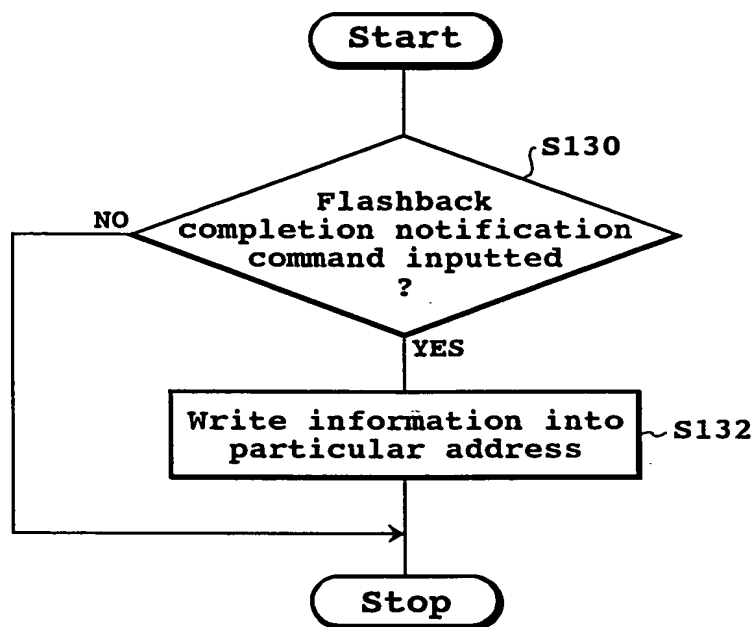 Start
S130
Flashback
NO
completion notification
command inputted
?
YES
Write information into
particular address
S132
Stop